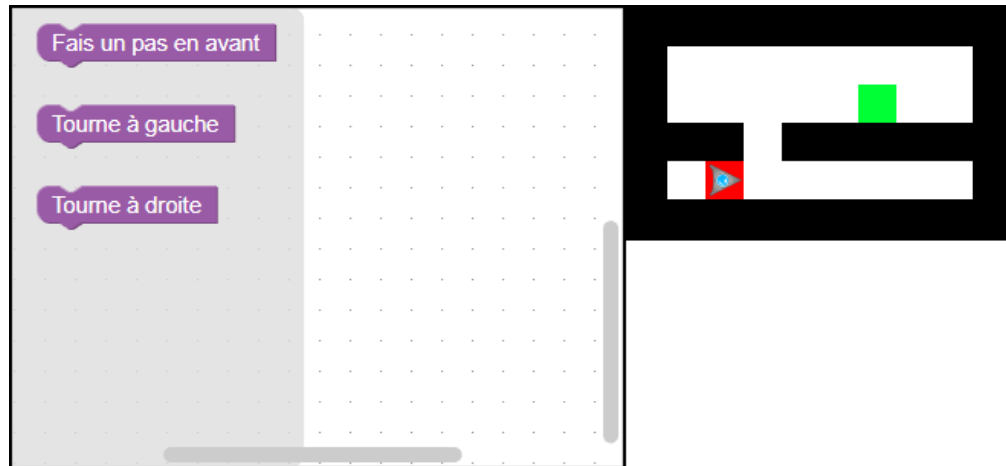 Fais un pas en avant
Tourne à gauche
Tourne à droite